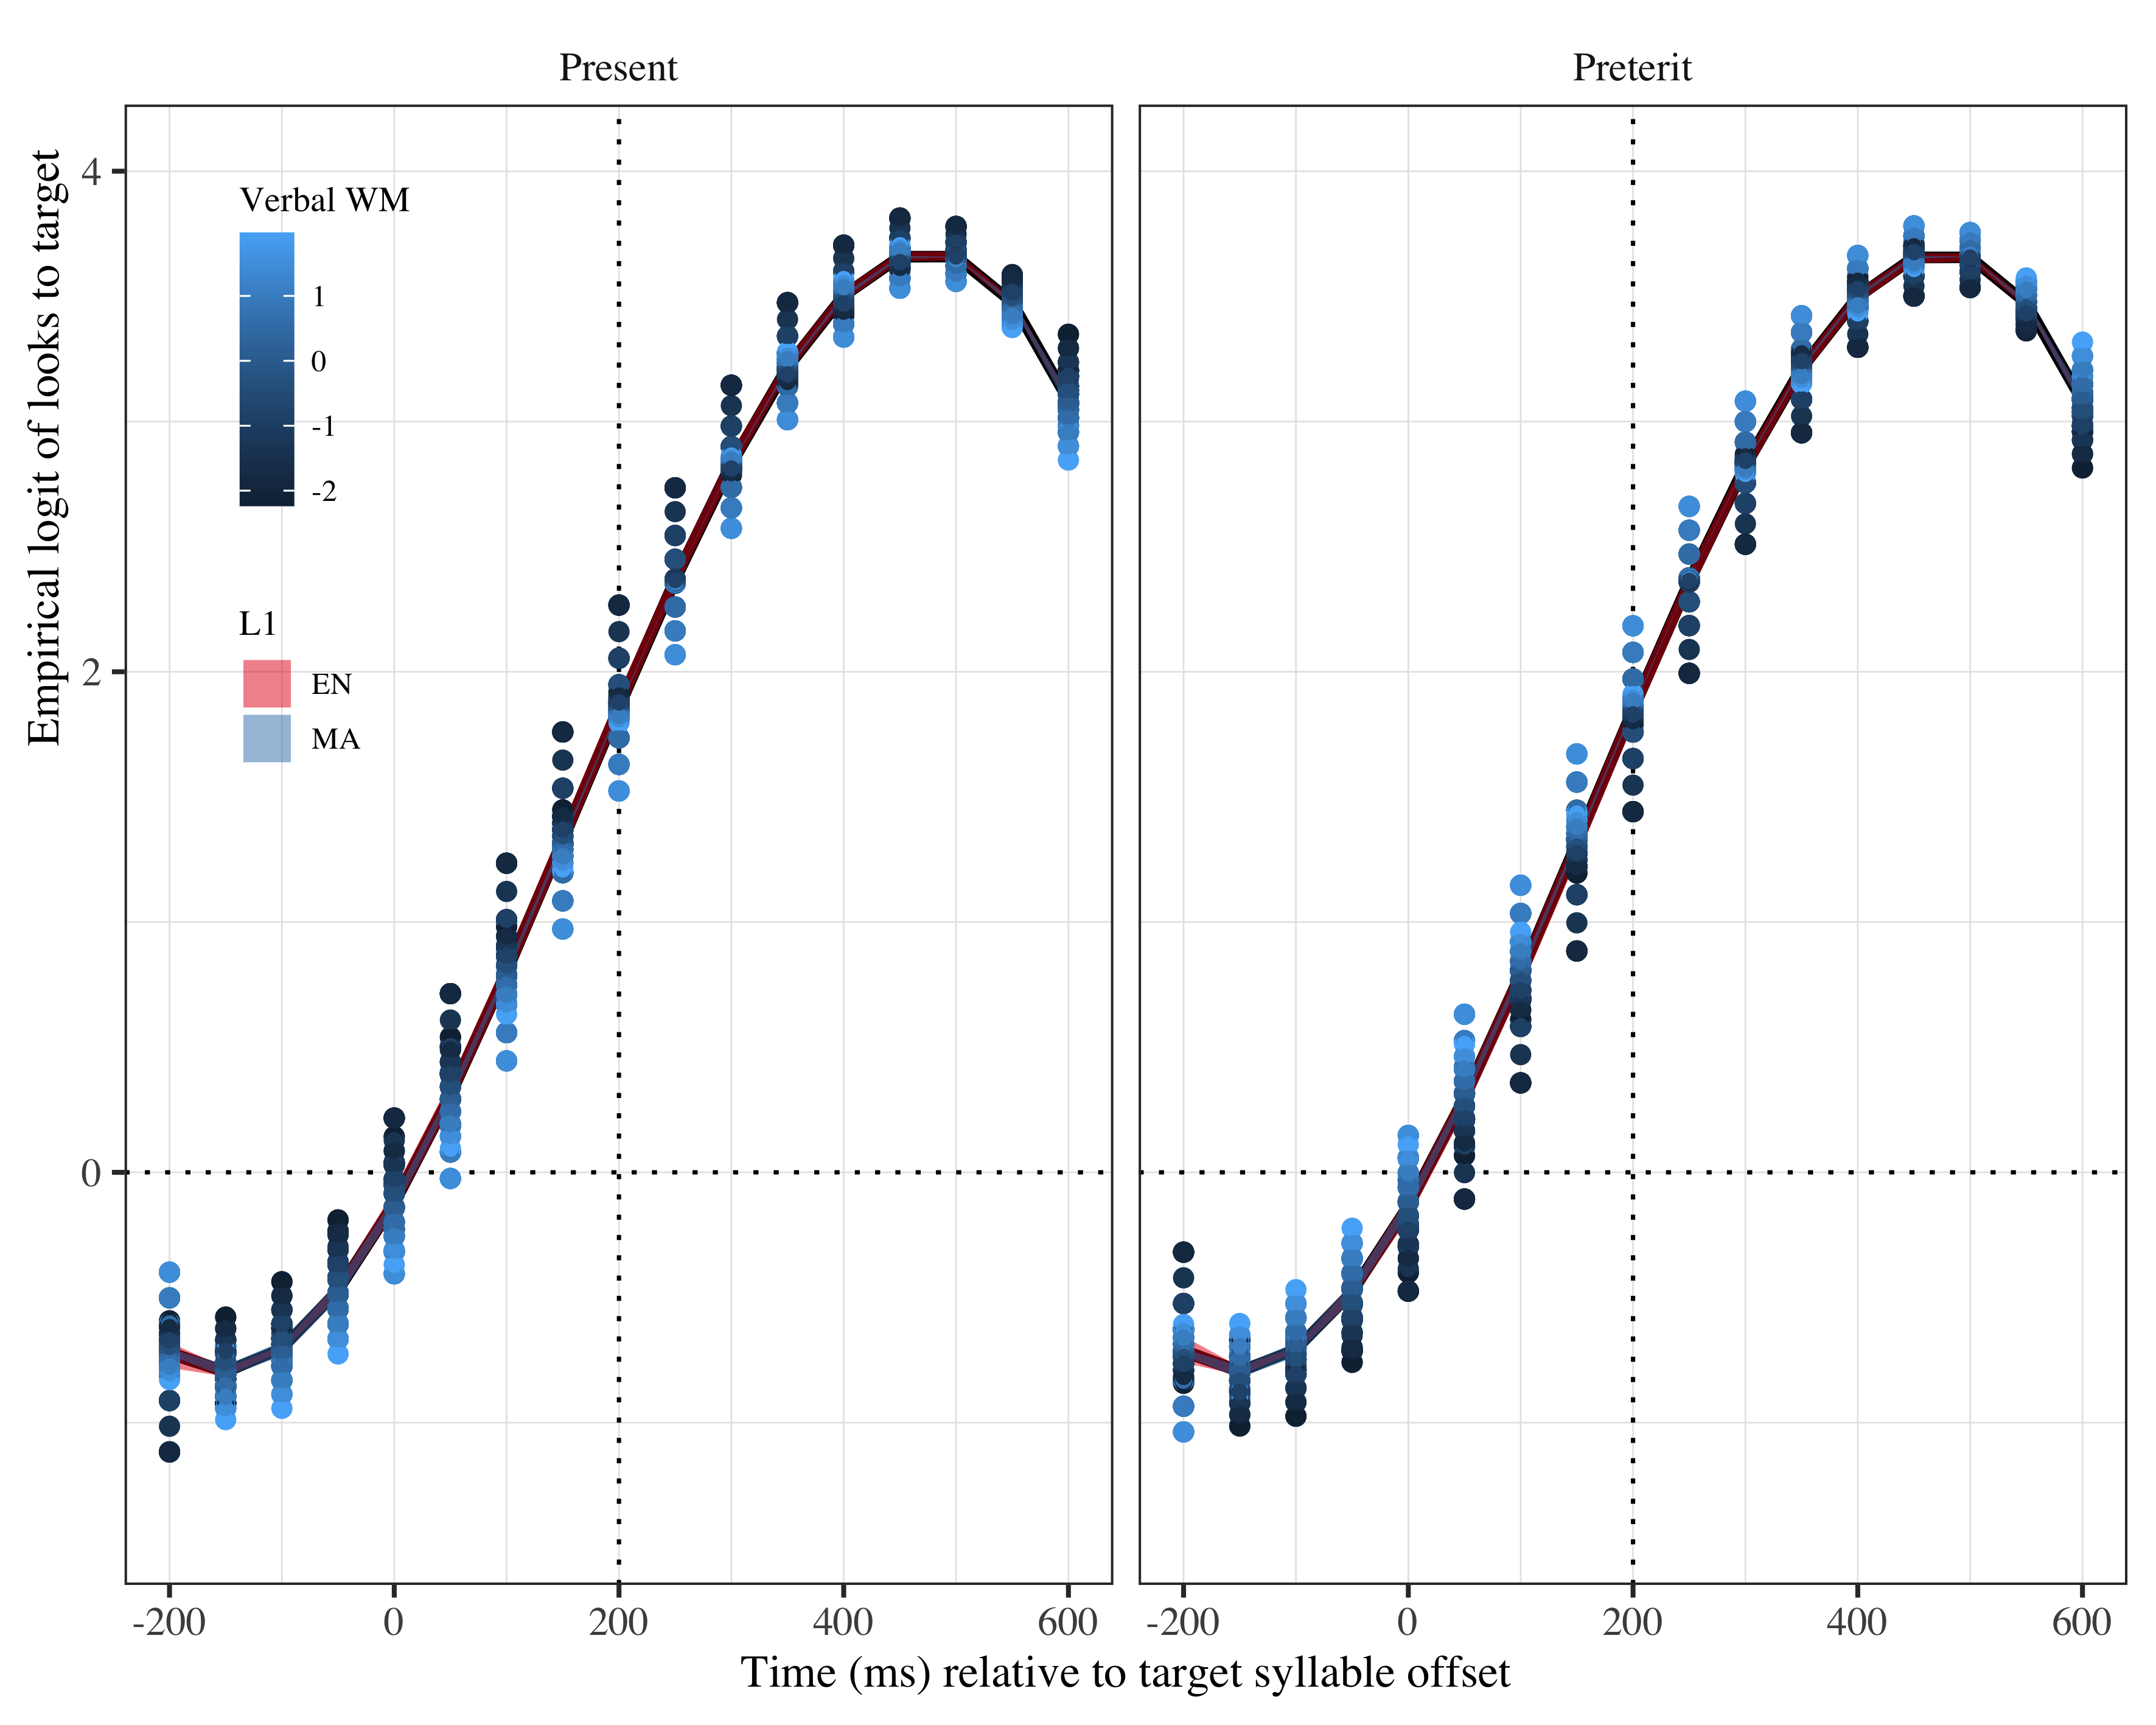 Present
Preterit
Empirical logit of looks to target
4
2
0
Verbal WM
1
0
-1
-2
L1
EN
MA
-200 0 200 400 600
-200 0 200 400 600
Time (ms) relative to target syllable offset